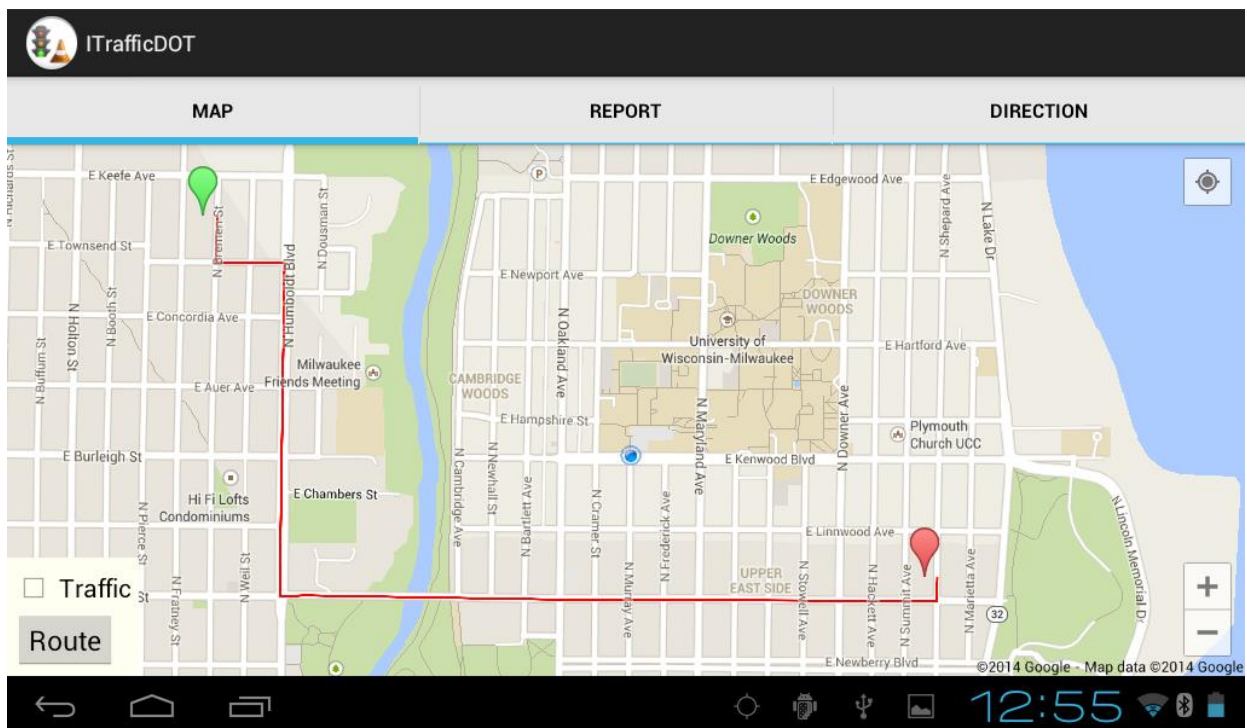 ITrafficDOT
MAP
REPORT
DIRECTION
E Keefe Ave
P
E Edgewood Ave
N Shepard Ave
N Lake Dr
N Bremen St
N Dousman St
Downer Woods
E Townsend St
N Humboldt Blvd
E Newport Ave
DOWNER
WOODS
N Holton St
N Booth St
E Concordia Ave
N Oakland Ave
University of
Wisconsin-Milwaukee
E Hartford Ave
N Buffum St
Milwaukee
Friends Meeting
E Auer Ave
CAMBRIDGE
WOODS
N Maryland Ave
N Downer Ave
E Hampshire St
Plymouth
Church UCC
E Burleigh St
E Kenwood Blvd
N Cambridge Ave
N Newhall St
N Bartlett Ave
Hi Fi Lofts
Condominiums
E Chambers St
N Cramer St
N Frederick Ave
N Lincoln Memorial Dr
N Pierce St
E Linnwood Ave
N Weil St
N Murray Ave
UPPER
EAST SIDE
N Stowell Ave
N Hackett Ave
N Summit Ave
N Marietta Ave
Traffic
St
N Fratney St
32
+
Route
−
E Newberry Blvd
©2014 Google - Map data ©2014 Google
12:55